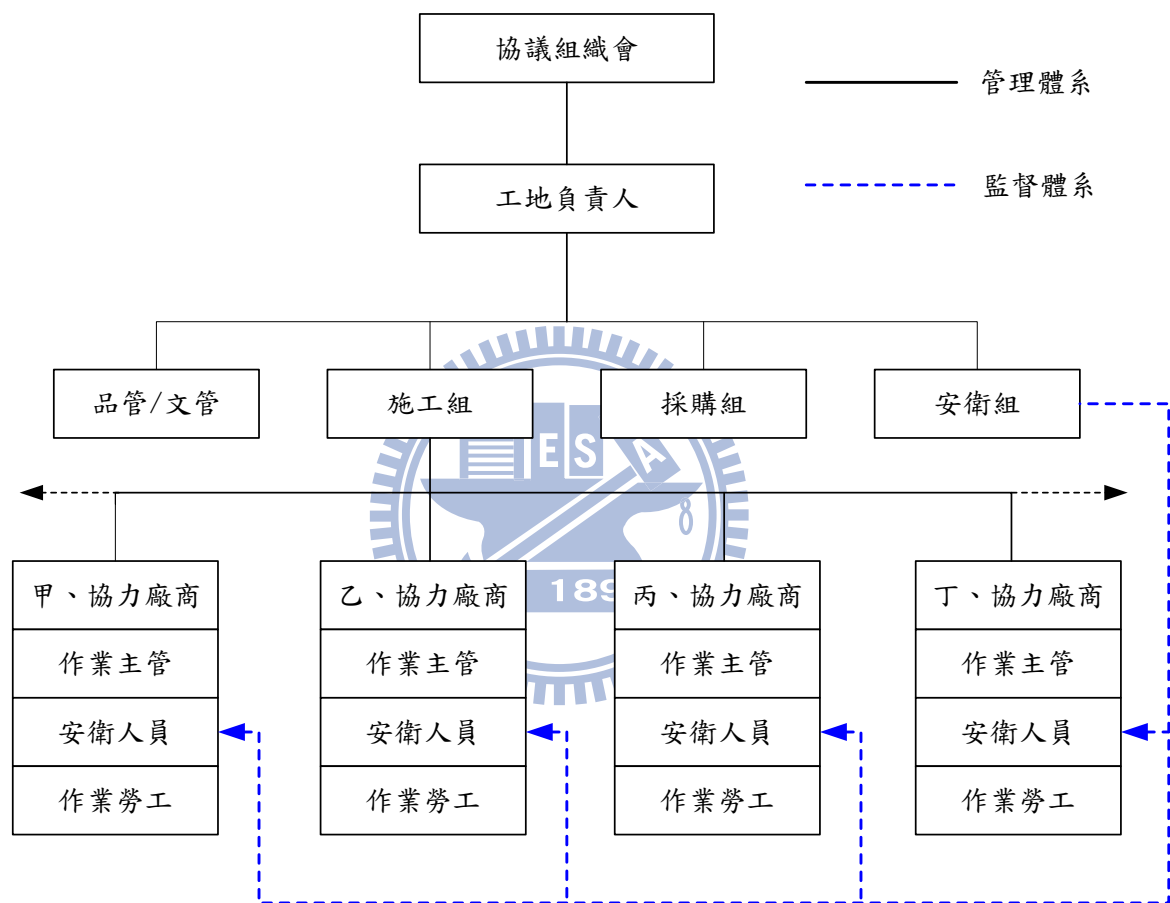 協議組織會
管理體系
工地負責人
監督體系
品管/文管
施工組
採購組
安衛組
E S A
甲、協力廠商
乙、協力廠商
丙、協力廠商
丁、協力廠商
189
作業主管
作業主管
作業主管
作業主管
安衛人員
安衛人員
安衛人員
安衛人員
作業勞工
作業勞工
作業勞工
作業勞工